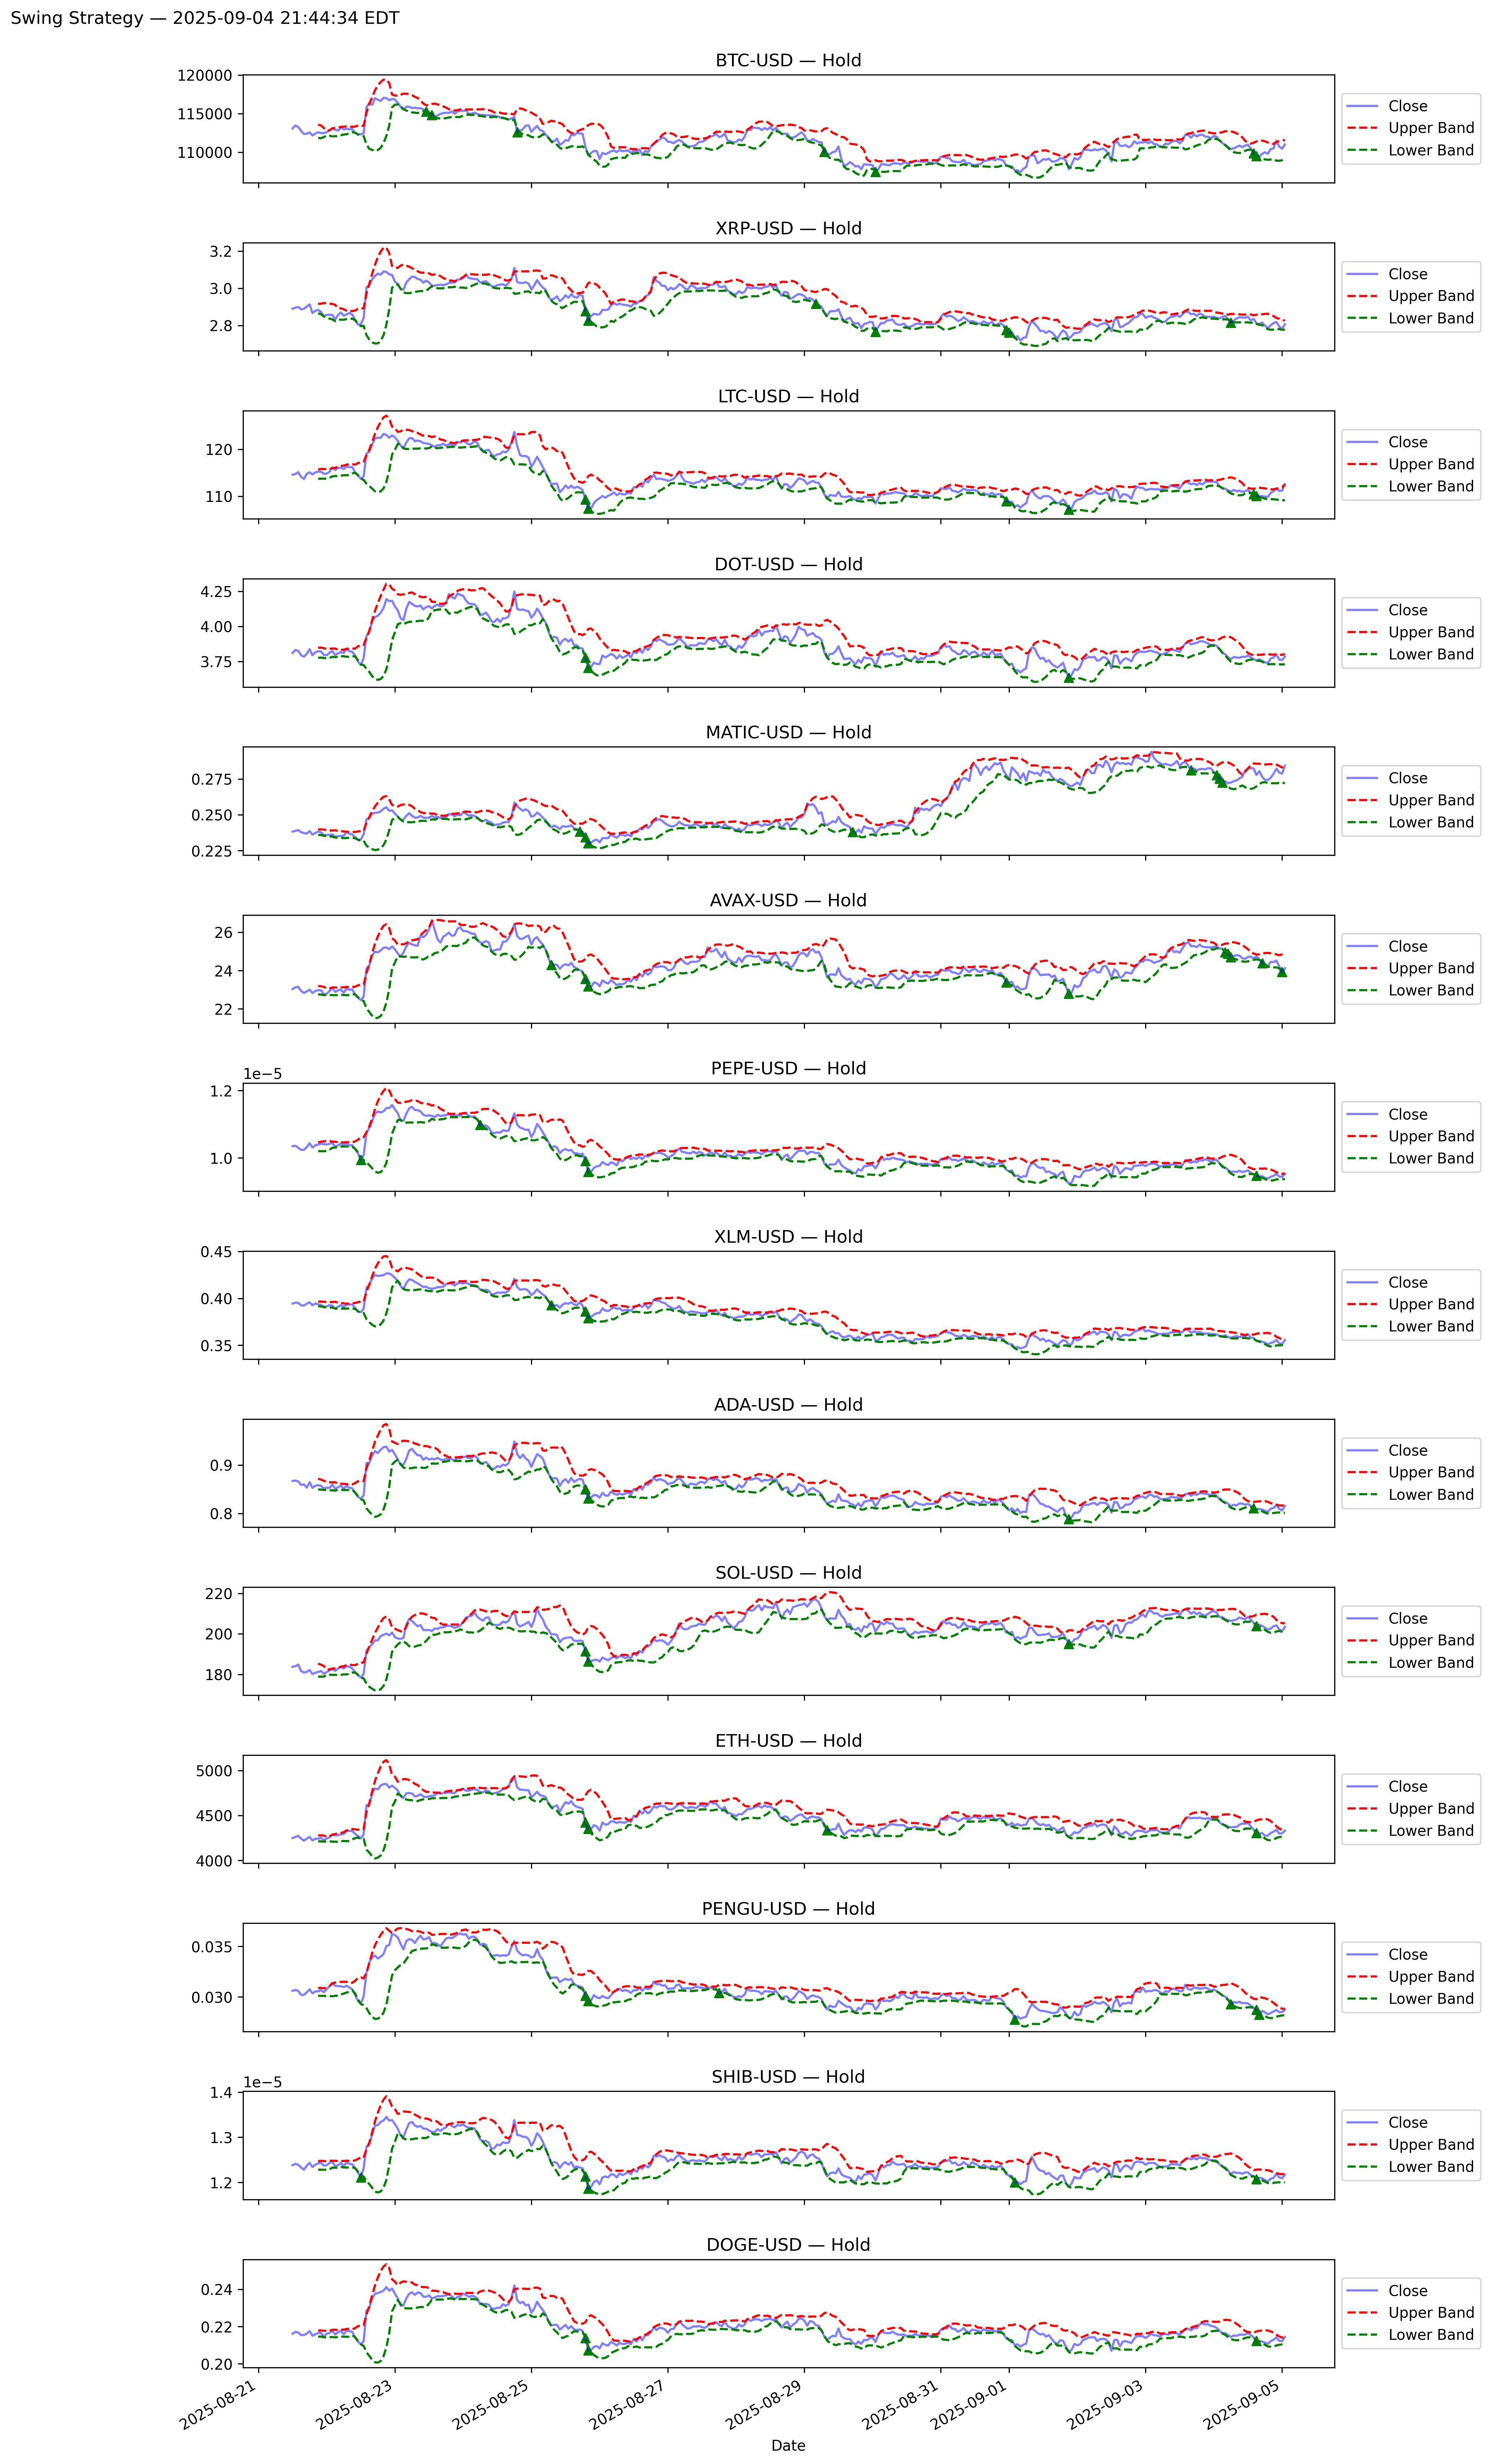 Swing Strategy — 2025-09-04 21:44:34 EDT
BTC-USD — Hold
120000
115000
110000
Close
Upper Band
Lower Band
XRP-USD — Hold
3.2
3.0
2.8
Close
Upper Band
Lower Band
LTC-USD — Hold
120
110
Close
Upper Band
Lower Band
DOT-USD — Hold
4.25
4.00
3.75
Close
Upper Band
Lower Band
MATIC-USD — Hold
0.275
0.250
0.225
Close
Upper Band
Lower Band
AVAX-USD — Hold
26
24
22
Close
Upper Band
Lower Band
PEPE-USD — Hold
1e−5
1.2
1.0
Close
Upper Band
Lower Band
XLM-USD — Hold
0.45
0.40
0.35
Close
Upper Band
Lower Band
ADA-USD — Hold
0.9
0.8
Close
Upper Band
Lower Band
SOL-USD — Hold
220
200
180
Close
Upper Band
Lower Band
ETH-USD — Hold
5000
4500
4000
Close
Upper Band
Lower Band
PENGU-USD — Hold
0.035
0.030
Close
Upper Band
Lower Band
SHIB-USD — Hold
1e−5
1.4
1.3
1.2
Close
Upper Band
Lower Band
DOGE-USD — Hold
0.24
0.22
0.20
Close
Upper Band
Lower Band
2025-08-21
2025-08-23
2025-08-25
2025-08-27
2025-08-29
2025-08-31
2025-09-01
2025-09-03
2025-09-05
Date